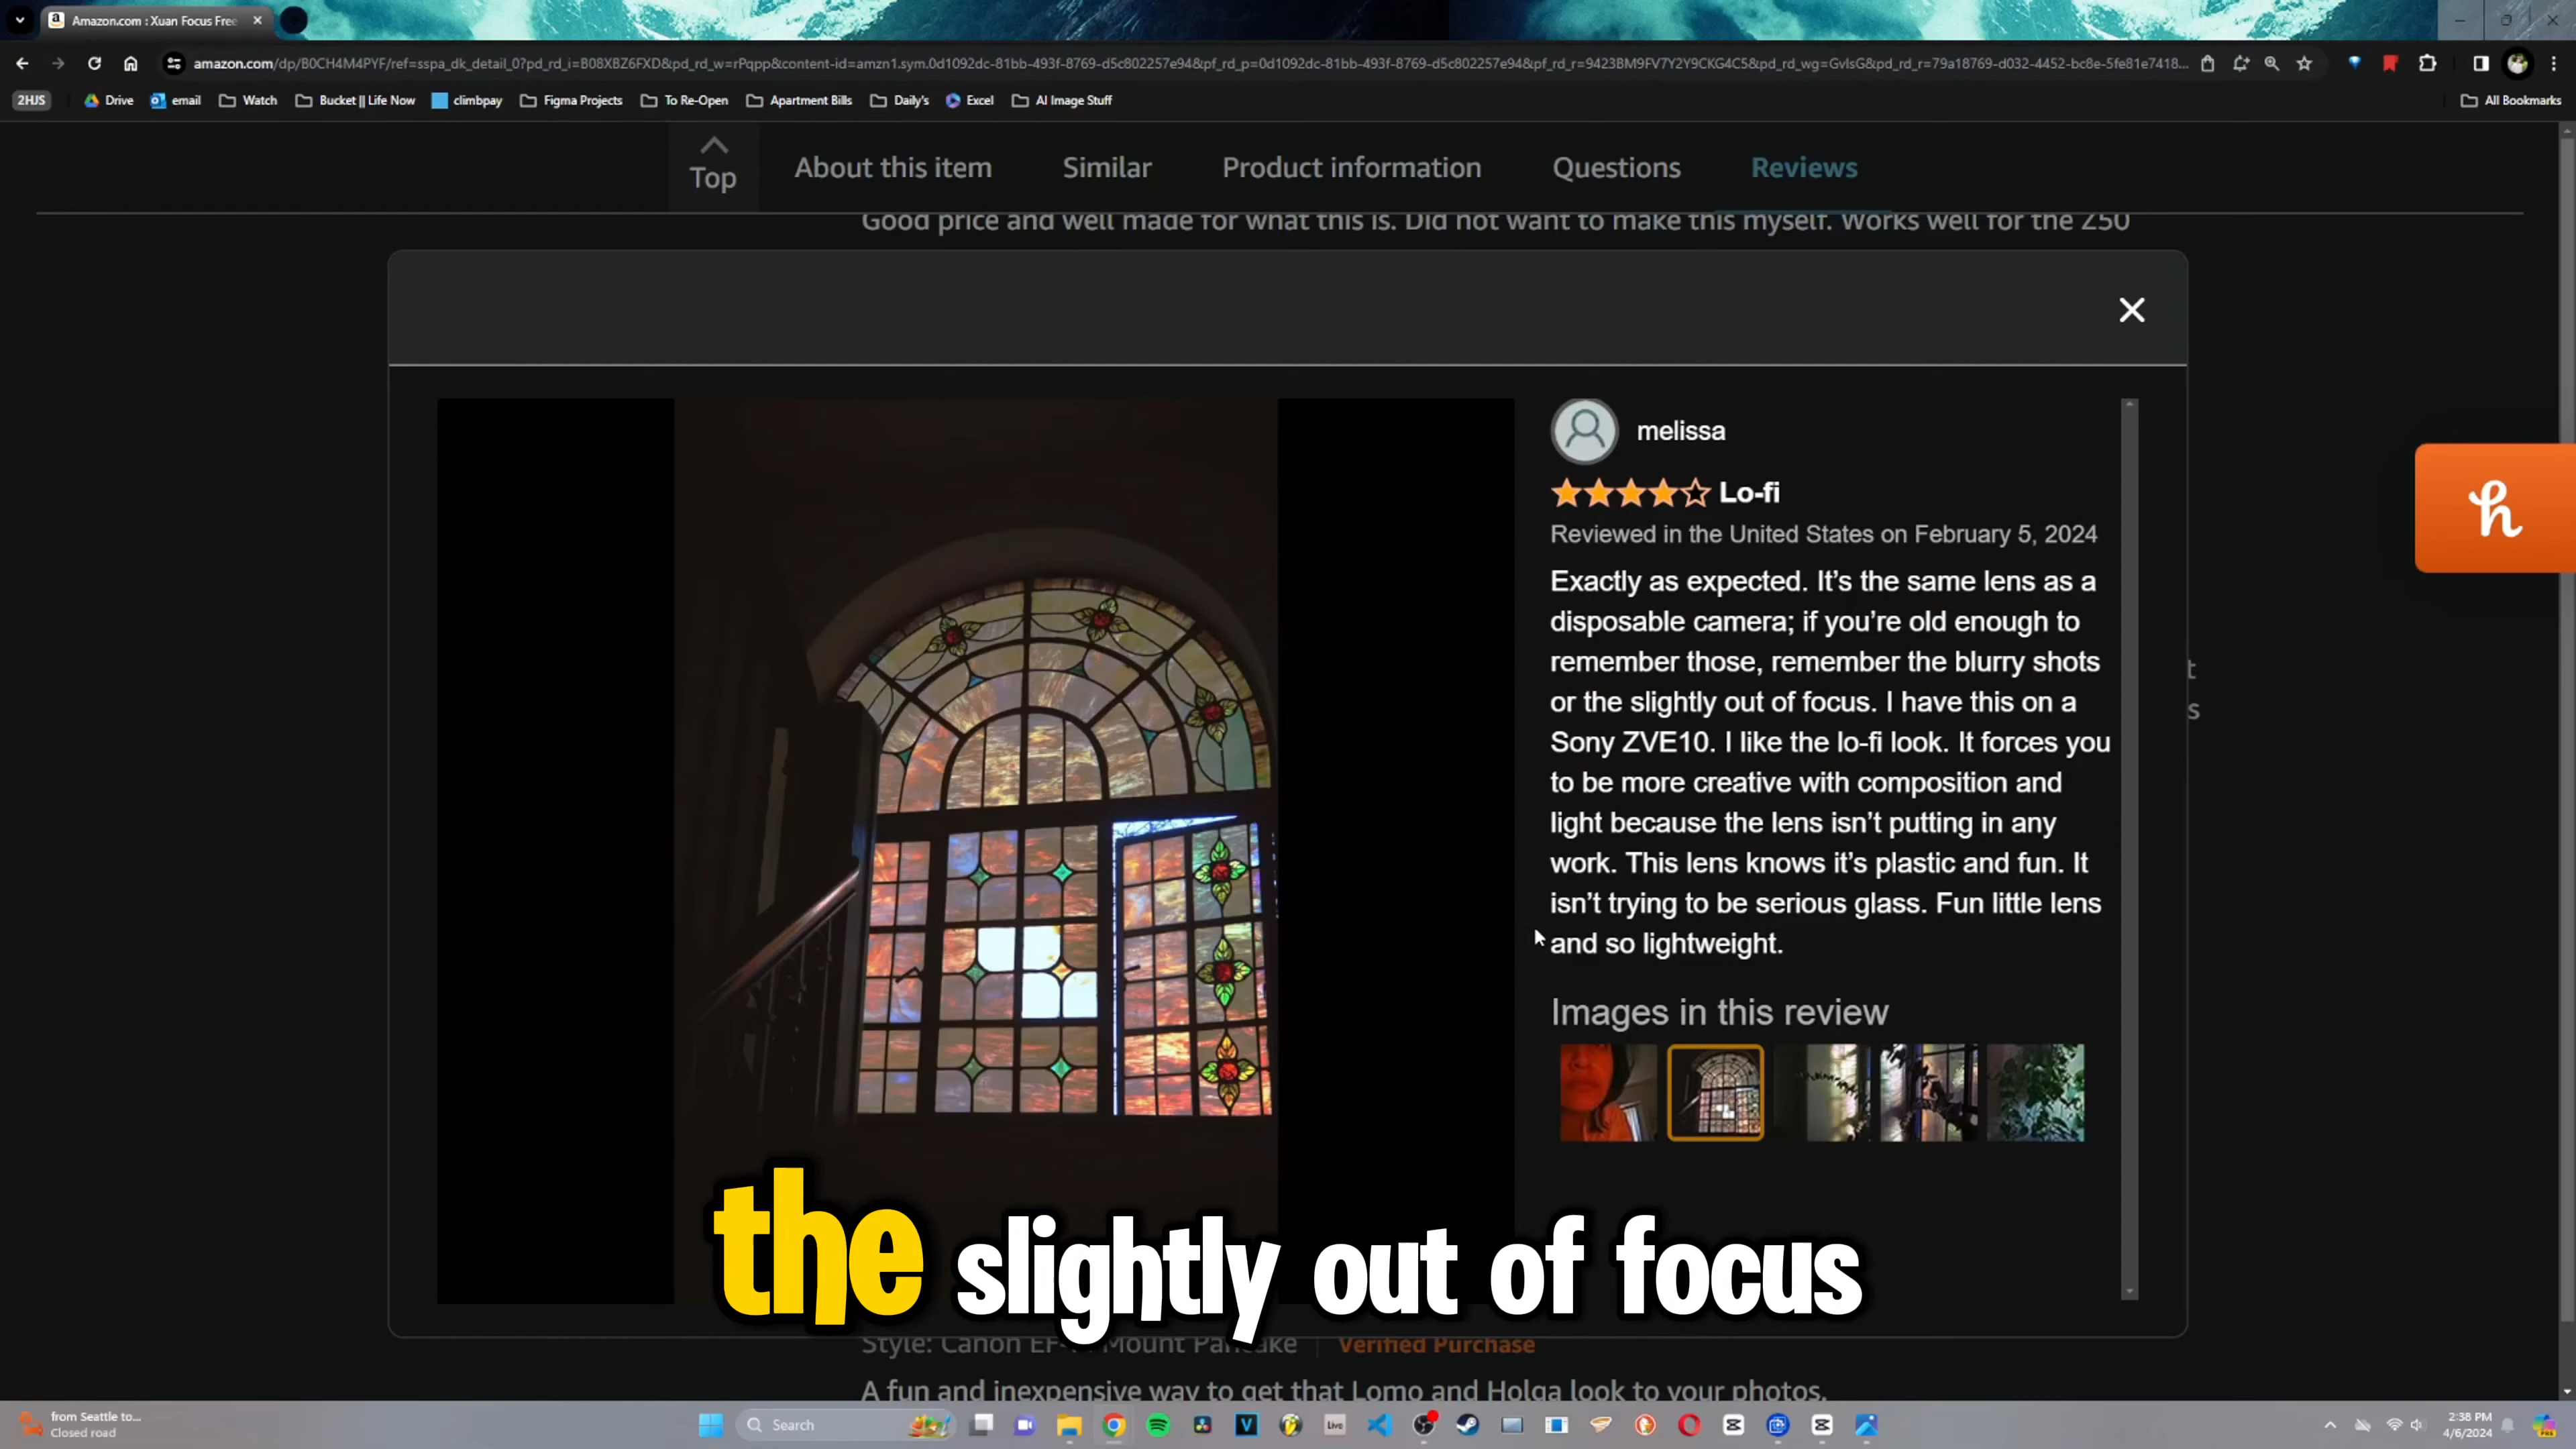 Amazon.com : Xuan Focus Free
amazon.com/dp/B0CH4M4PYF/ref=sspa_dk_detail_0?pd_rd_i=B08XBZ6FXD&pd_rd_w=rPqpp&content-id=amzn1.sym.0d1092dc-81bb-493f-8769-d5c802257e94&pf_rd_p=0d1092dc-81bb-493f-8769-d5c802257e94&pf_rd_r=9423BM9FV7Y2Y9CKG4C5&pd_rd_wg=GvlsG&pd_rd_r=79a18769-d032-4452-bc8e-5fe81e7418...
2HJS Drive email Watch Bucket || Life Now climbpay Figma Projects To Re-Open Apartment Bills Daily's Excel AI Image Stuff All Bookmarks
Top About this item Similar Product information Questions Reviews
Good price and well made for what this is. Did not want to make this myself. Works well for the Z50
melissa
Lo-fi
Reviewed in the United States on February 5, 2024
Exactly as expected. It's the same lens as a
disposable camera; if you're old enough to
remember those, remember the blurry shots
or the slightly out of focus. I have this on a
Sony ZVE10. I like the lo-fi look. It forces you
to be more creative with composition and
light because the lens isn't putting in any
work. This lens knows it's plastic and fun. It
isn't trying to be serious glass. Fun little lens
and so lightweight.
Images in this review
the slightly out of focus
Style: Canon Mount Pancake Verified Purchase
A fun and inexpensive way to get that Lomo and Holga look to your photos.
from Seattle to...
Closed road
Search
Live
2:38 PM
4/6/2024